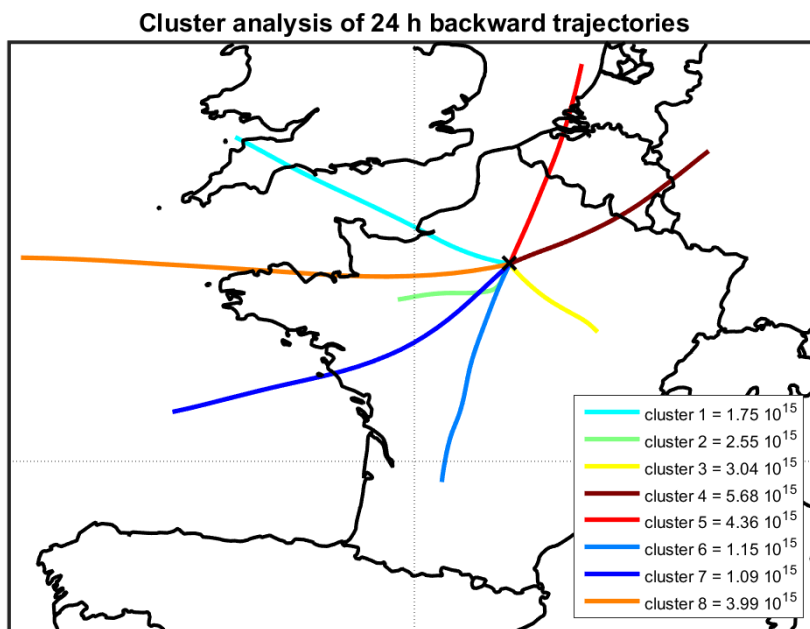 Cluster analysis of 24 h backward trajectories
cluster 1 = 1.75 10^15
cluster 2 = 2.55 10^15
cluster 3 = 3.04 10^15
cluster 4 = 5.68 10^15
cluster 5 = 4.36 10^15
cluster 6 = 1.15 10^15
cluster 7 = 1.09 10^15
cluster 8 = 3.99 10^15